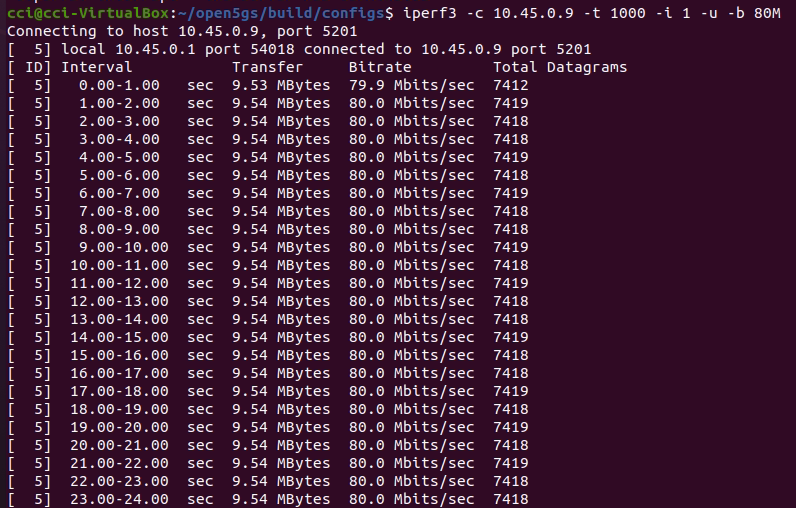 cci@cci-VirtualBox:~/open5gs/build/configs$ iperf3 -c 10.45.0.9 -t 1000 -i 1 -u -b 80M
Connecting to host 10.45.0.9, port 5201
[  5] local 10.45.0.1 port 54018 connected to 10.45.0.9 port 5201
[ ID] Interval           Transfer     Bitrate         Total Datagrams
[  5]   0.00-1.00   sec  9.53 MBytes  79.9 Mbits/sec  7412
[  5]   1.00-2.00   sec  9.54 MBytes  80.0 Mbits/sec  7419
[  5]   2.00-3.00   sec  9.54 MBytes  80.0 Mbits/sec  7418
[  5]   3.00-4.00   sec  9.54 MBytes  80.0 Mbits/sec  7418
[  5]   4.00-5.00   sec  9.54 MBytes  80.0 Mbits/sec  7419
[  5]   5.00-6.00   sec  9.54 MBytes  80.0 Mbits/sec  7418
[  5]   6.00-7.00   sec  9.54 MBytes  80.0 Mbits/sec  7419
[  5]   7.00-8.00   sec  9.54 MBytes  80.0 Mbits/sec  7418
[  5]   8.00-9.00   sec  9.54 MBytes  80.0 Mbits/sec  7418
[  5]   9.00-10.00  sec  9.54 MBytes  80.0 Mbits/sec  7419
[  5]  10.00-11.00  sec  9.54 MBytes  80.0 Mbits/sec  7418
[  5]  11.00-12.00  sec  9.54 MBytes  80.0 Mbits/sec  7419
[  5]  12.00-13.00  sec  9.54 MBytes  80.0 Mbits/sec  7418
[  5]  13.00-14.00  sec  9.54 MBytes  80.0 Mbits/sec  7418
[  5]  14.00-15.00  sec  9.54 MBytes  80.0 Mbits/sec  7419
[  5]  15.00-16.00  sec  9.54 MBytes  80.0 Mbits/sec  7418
[  5]  16.00-17.00  sec  9.54 MBytes  80.0 Mbits/sec  7418
[  5]  17.00-18.00  sec  9.54 MBytes  80.0 Mbits/sec  7419
[  5]  18.00-19.00  sec  9.54 MBytes  80.0 Mbits/sec  7418
[  5]  19.00-20.00  sec  9.54 MBytes  80.0 Mbits/sec  7419
[  5]  20.00-21.00  sec  9.54 MBytes  80.0 Mbits/sec  7418
[  5]  21.00-22.00  sec  9.54 MBytes  80.0 Mbits/sec  7419
[  5]  22.00-23.00  sec  9.54 MBytes  80.0 Mbits/sec  7418
[  5]  23.00-24.00  sec  9.54 MBytes  80.0 Mbits/sec  7418